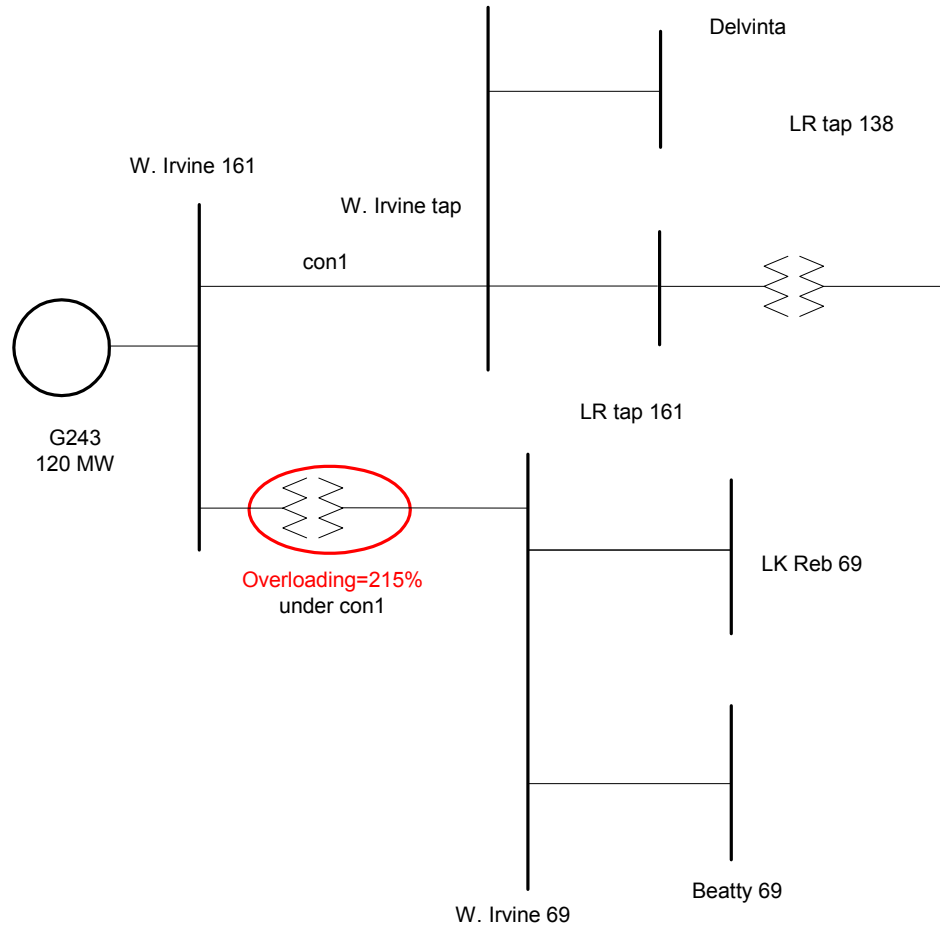 Delvinta
LR tap 138
W. Irvine 161
W. Irvine tap
con1
LR tap 161
G243
120 MW
Overloading=215%
under con1
LK Reb 69
Beatty 69
W. Irvine 69